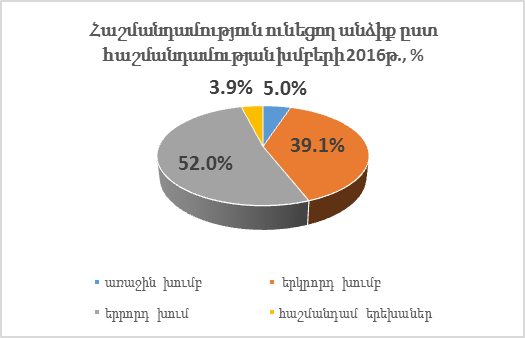 Հաշմանդամություն ունեցող անձիք ըստ
հաշմանդամության խմբերի 2016թ., %
3.9% 5.0%
39.1%
52.0%
առաջին խումբ երկրորդ խումբ
երրորդ խում հաշմանդամ երեխաներ